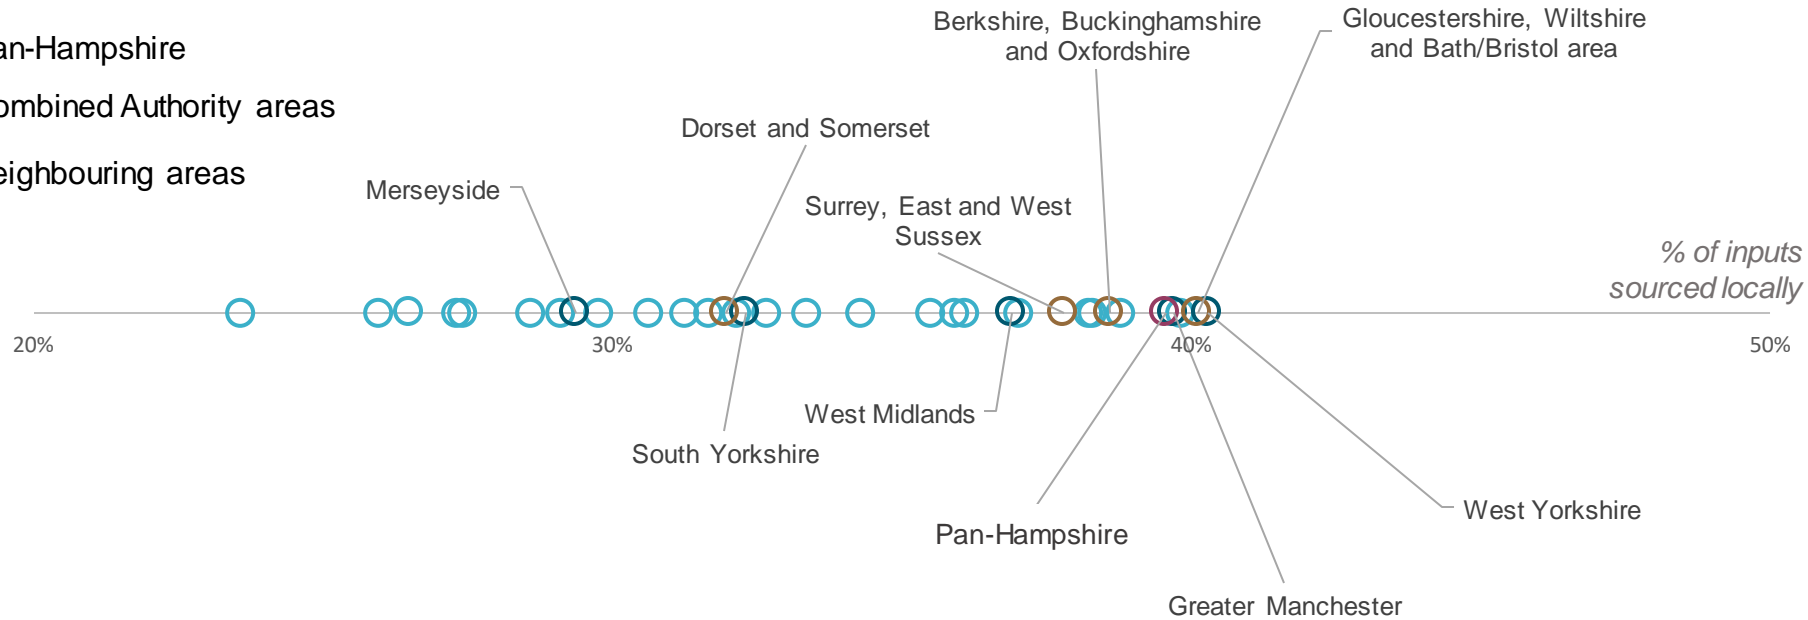 an-Hampshire
ombined Authority areas
eighbouring areas
Berkshire, Buckinghamshire
and Oxfordshire
Gloucestershire, Wiltshire
and Bath/Bristol area
Dorset and Somerset
Merseyside
Surrey, East and West
Sussex
% of inputs
sourced locally
20%
30%
40%
50%
West Midlands
South Yorkshire
Pan-Hampshire
West Yorkshire
Greater Manchester